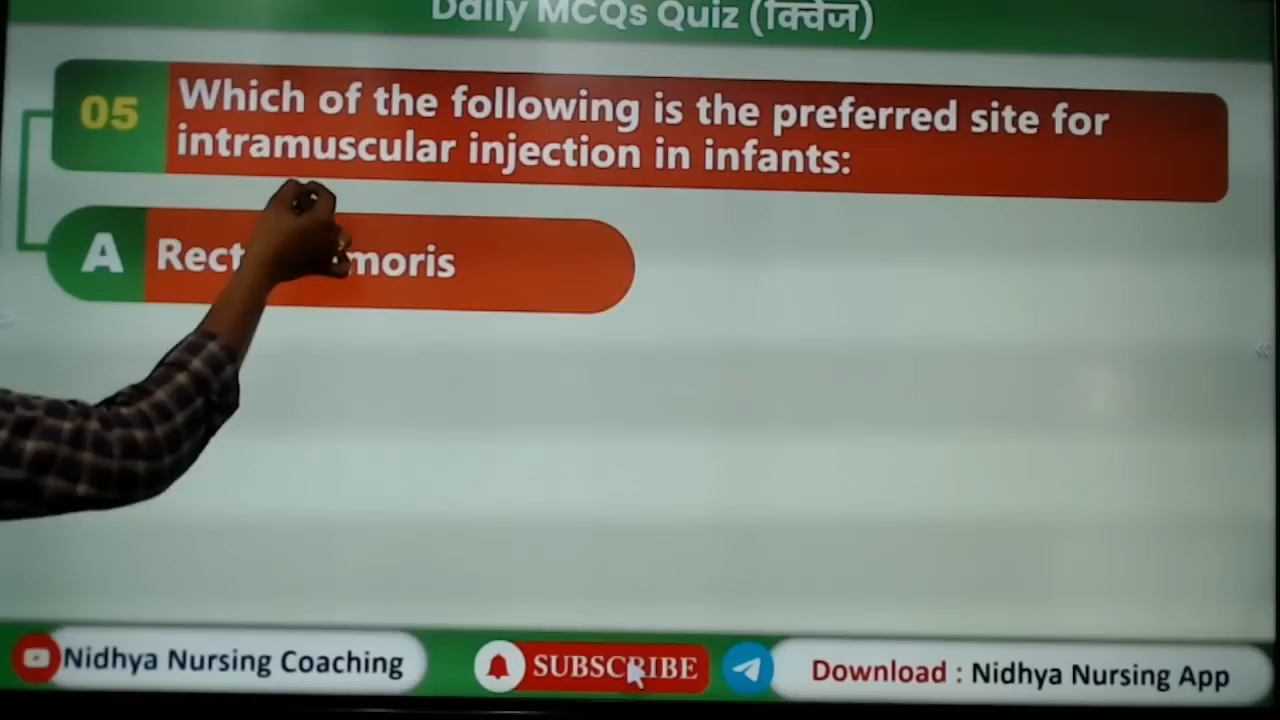 Daily MCQs Quiz (क्विज)
05
Which of the following is the preferred site for
intramuscular injection in infants:
A
Rect moris
Nidhya Nursing Coaching
SUBSCRIBE
Download : Nidhya Nursing App